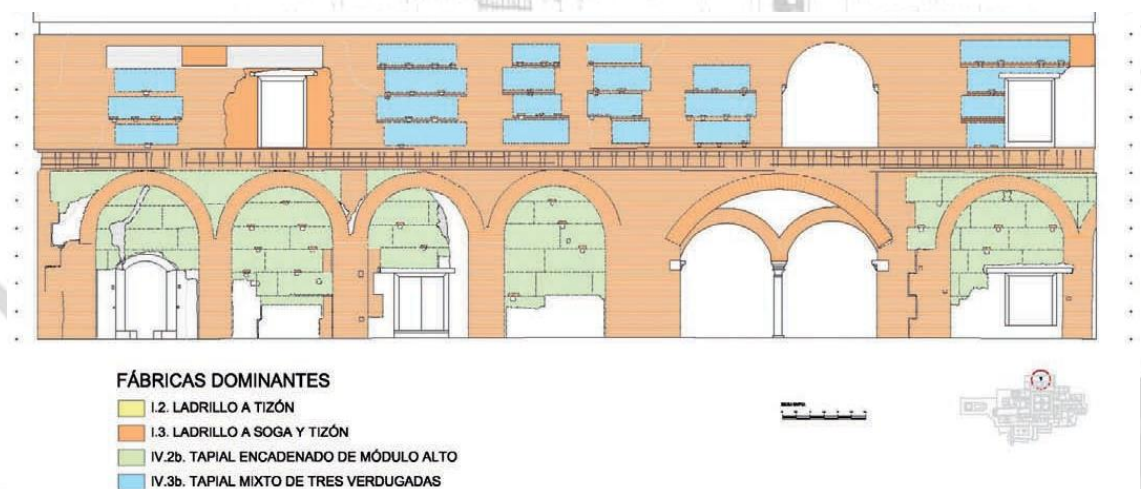 FÁBRICAS DOMINANTES
I.2. LADRILLO A TIZÓN
I.3. LADRILLO A SOGA Y TIZÓN
IV.2b. TAPIAL ENCADENADO DE MÓDULO ALTO
IV.3b. TAPIAL MIXTO DE TRES VERDUGADAS